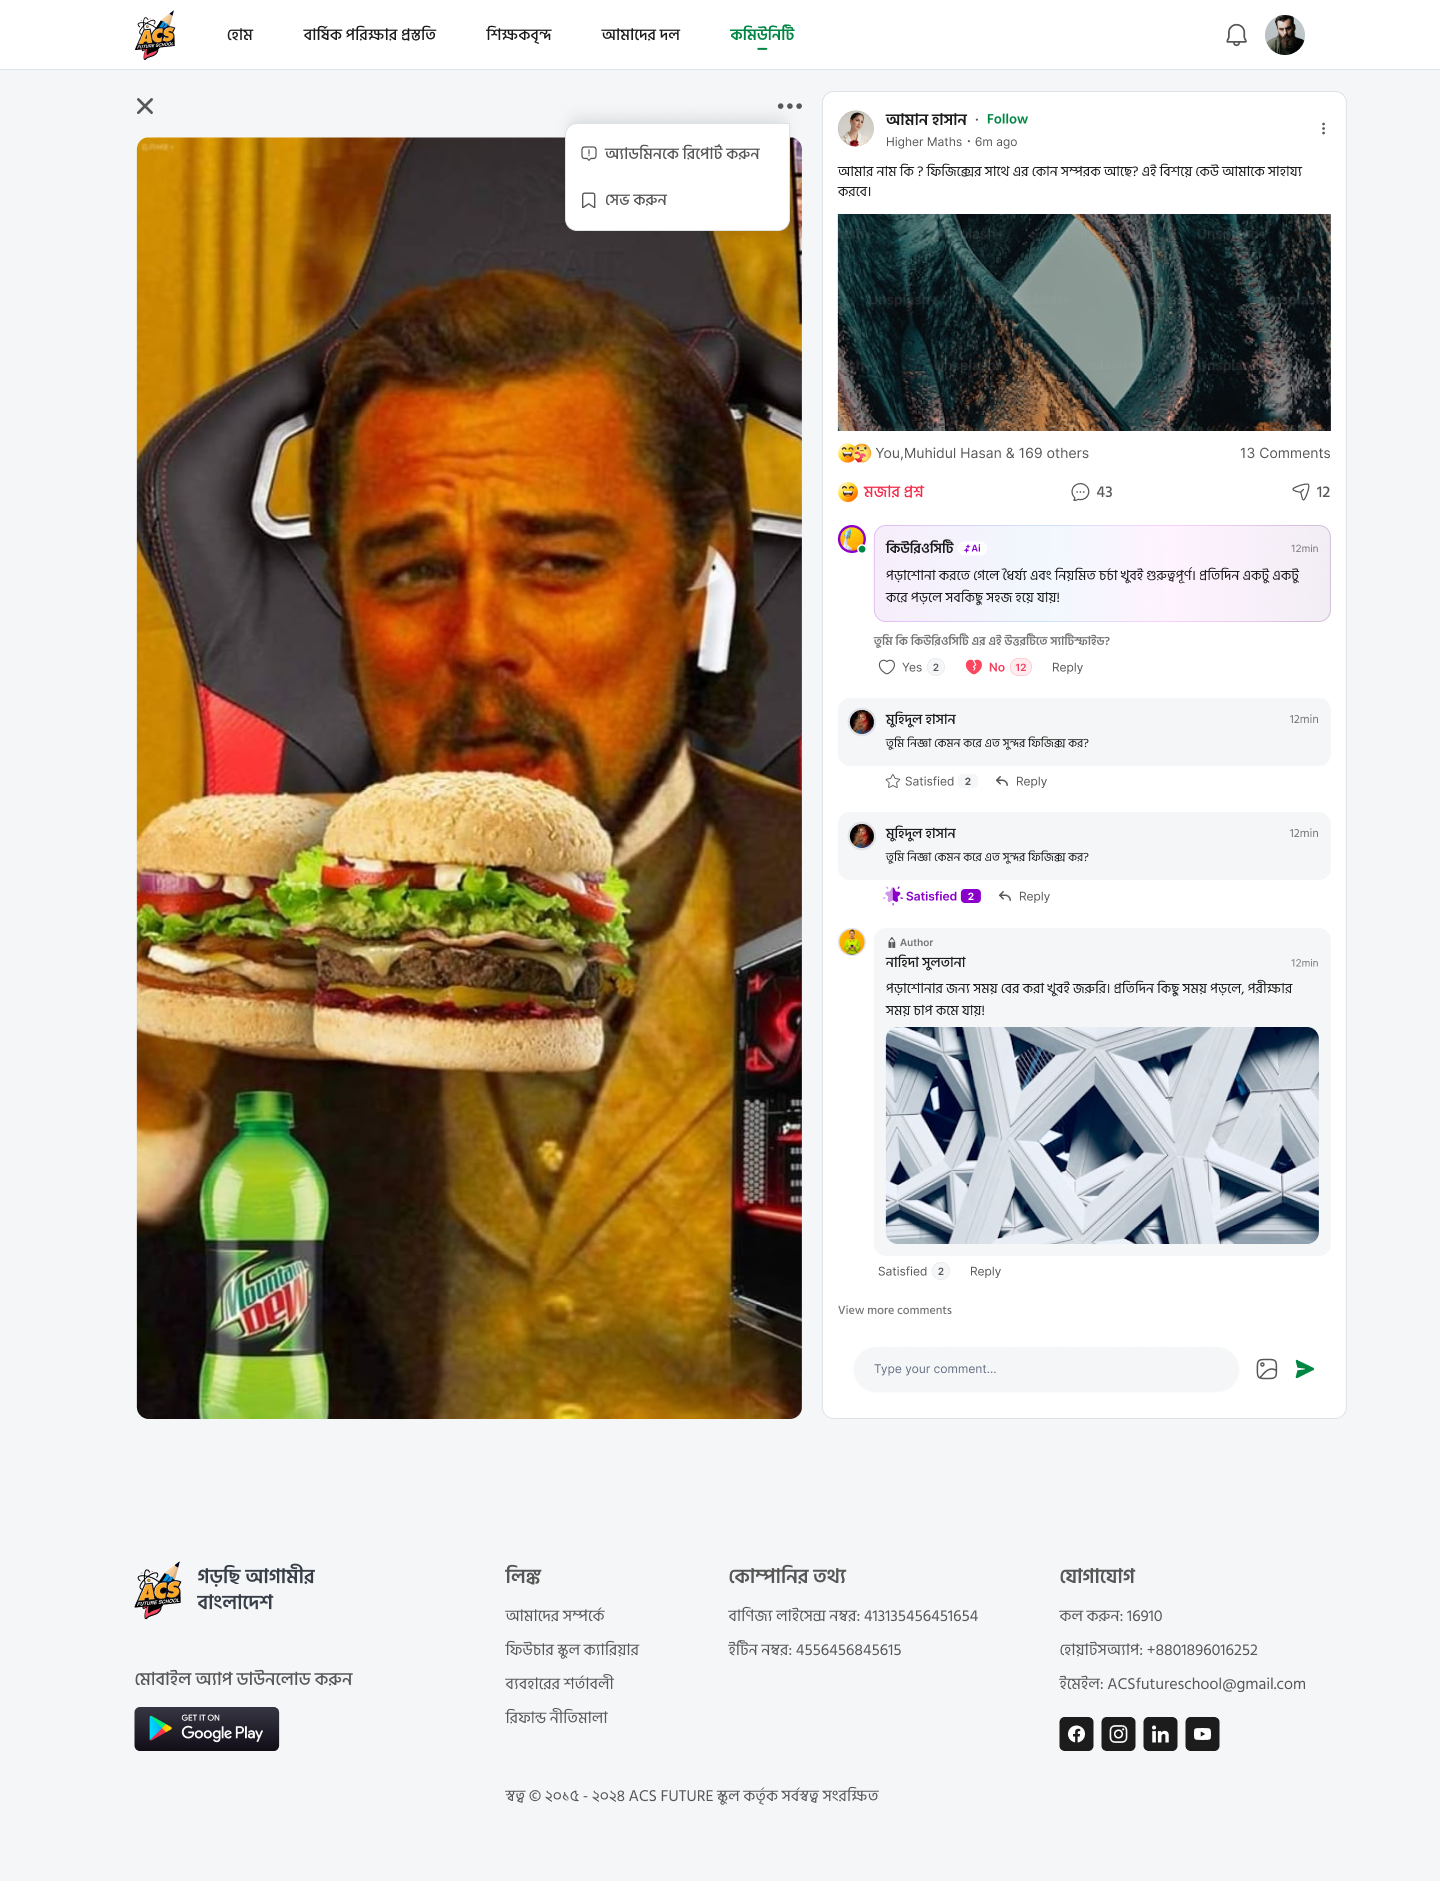 ACS
FUTURE SCHOOL
হোম
বার্ষিক পরিক্ষার প্রস্ততি
শিক্ষকবৃন্দ
আমাদের দল
কমিউনিটি
অ্যাডমিনকে রিপোর্ট করুন
সেভ করুন
Mountain
DEW
আমান হাসান · Follow
Higher Maths • 6m ago
আমার নাম কি ? ফিজিক্সের সাথে এর কোন সম্পরক আছে? এই বিশয়ে কেউ আমাকে সাহায্য
করবে।
You,Muhidul Hasan & 169 others
13 Comments
মজার প্রশ্ন
43
12
কিউরিওসিটি Ai
12min
পড়াশোনা করতে গেলে ধৈর্য্য এবং নিয়মিত চর্চা খুবই গুরুত্বপূর্ণ। প্রতিদিন একটু একটু
করে পড়লে সবকিছু সহজ হয়ে যায়!
তুমি কি কিউরিওসিটি এর এই উত্তরটিতে স্যাটিস্ফাইড?
Yes 2
No 12
Reply
মুহিদুল হাসান
12min
তুমি নিজ্ঞা কেমন করে এত সুন্দর ফিজিক্স কর?
Satisfied 2
Reply
মুহিদুল হাসান
12min
তুমি নিজ্ঞা কেমন করে এত সুন্দর ফিজিক্স কর?
Satisfied 2
Reply
Author
নাহিদা সুলতানা
12min
পড়াশোনার জন্য সময় বের করা খুবই জরুরি। প্রতিদিন কিছু সময় পড়লে, পরীক্ষার
সময় চাপ কমে যায়!
Satisfied 2
Reply
View more comments
Type your comment...
ACS
FUTURE SCHOOL
গড়ছি আগামীর
বাংলাদেশ
মোবাইল অ্যাপ ডাউনলোড করুন
GET IT ON
Google Play
লিঙ্ক
আমাদের সম্পর্কে
ফিউচার স্কুল ক্যারিয়ার
ব্যবহারের শর্তাবলী
রিফান্ড নীতিমালা
কোম্পানির তথ্য
বাণিজ্য লাইসেন্স নম্বর: 413135456451654
ইটিন নম্বর: 4556456845615
যোগাযোগ
কল করুন: 16910
হোয়াটসঅ্যাপ: +8801896016252
ইমেইল: ACSfutureschool@gmail.com
স্বত্ব © ২০১৫ - ২০২৪ ACS FUTURE স্কুল কর্তৃক সর্বস্বত্ব সংরক্ষিত